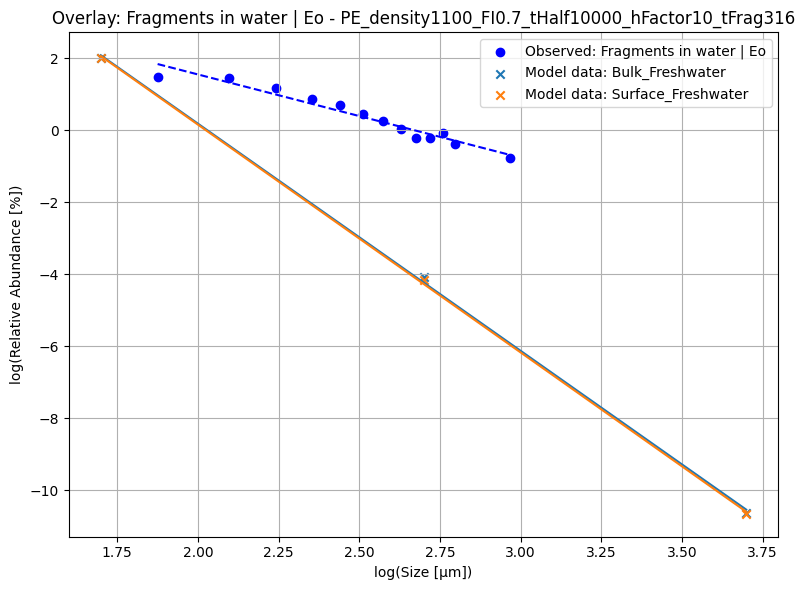 Overlay: Fragments in water | Eo - PE_density1100_FI0.7_tHalf10000_hFactor10_tFrag316
Observed: Fragments in water | Eo
Model data: Bulk_Freshwater
Model data: Surface_Freshwater
log(Relative Abundance [%])
2
0
−2
−4
−6
−8
−10
1.75
2.00
2.25
2.50
2.75
3.00
3.25
3.50
3.75
log(Size [µm])